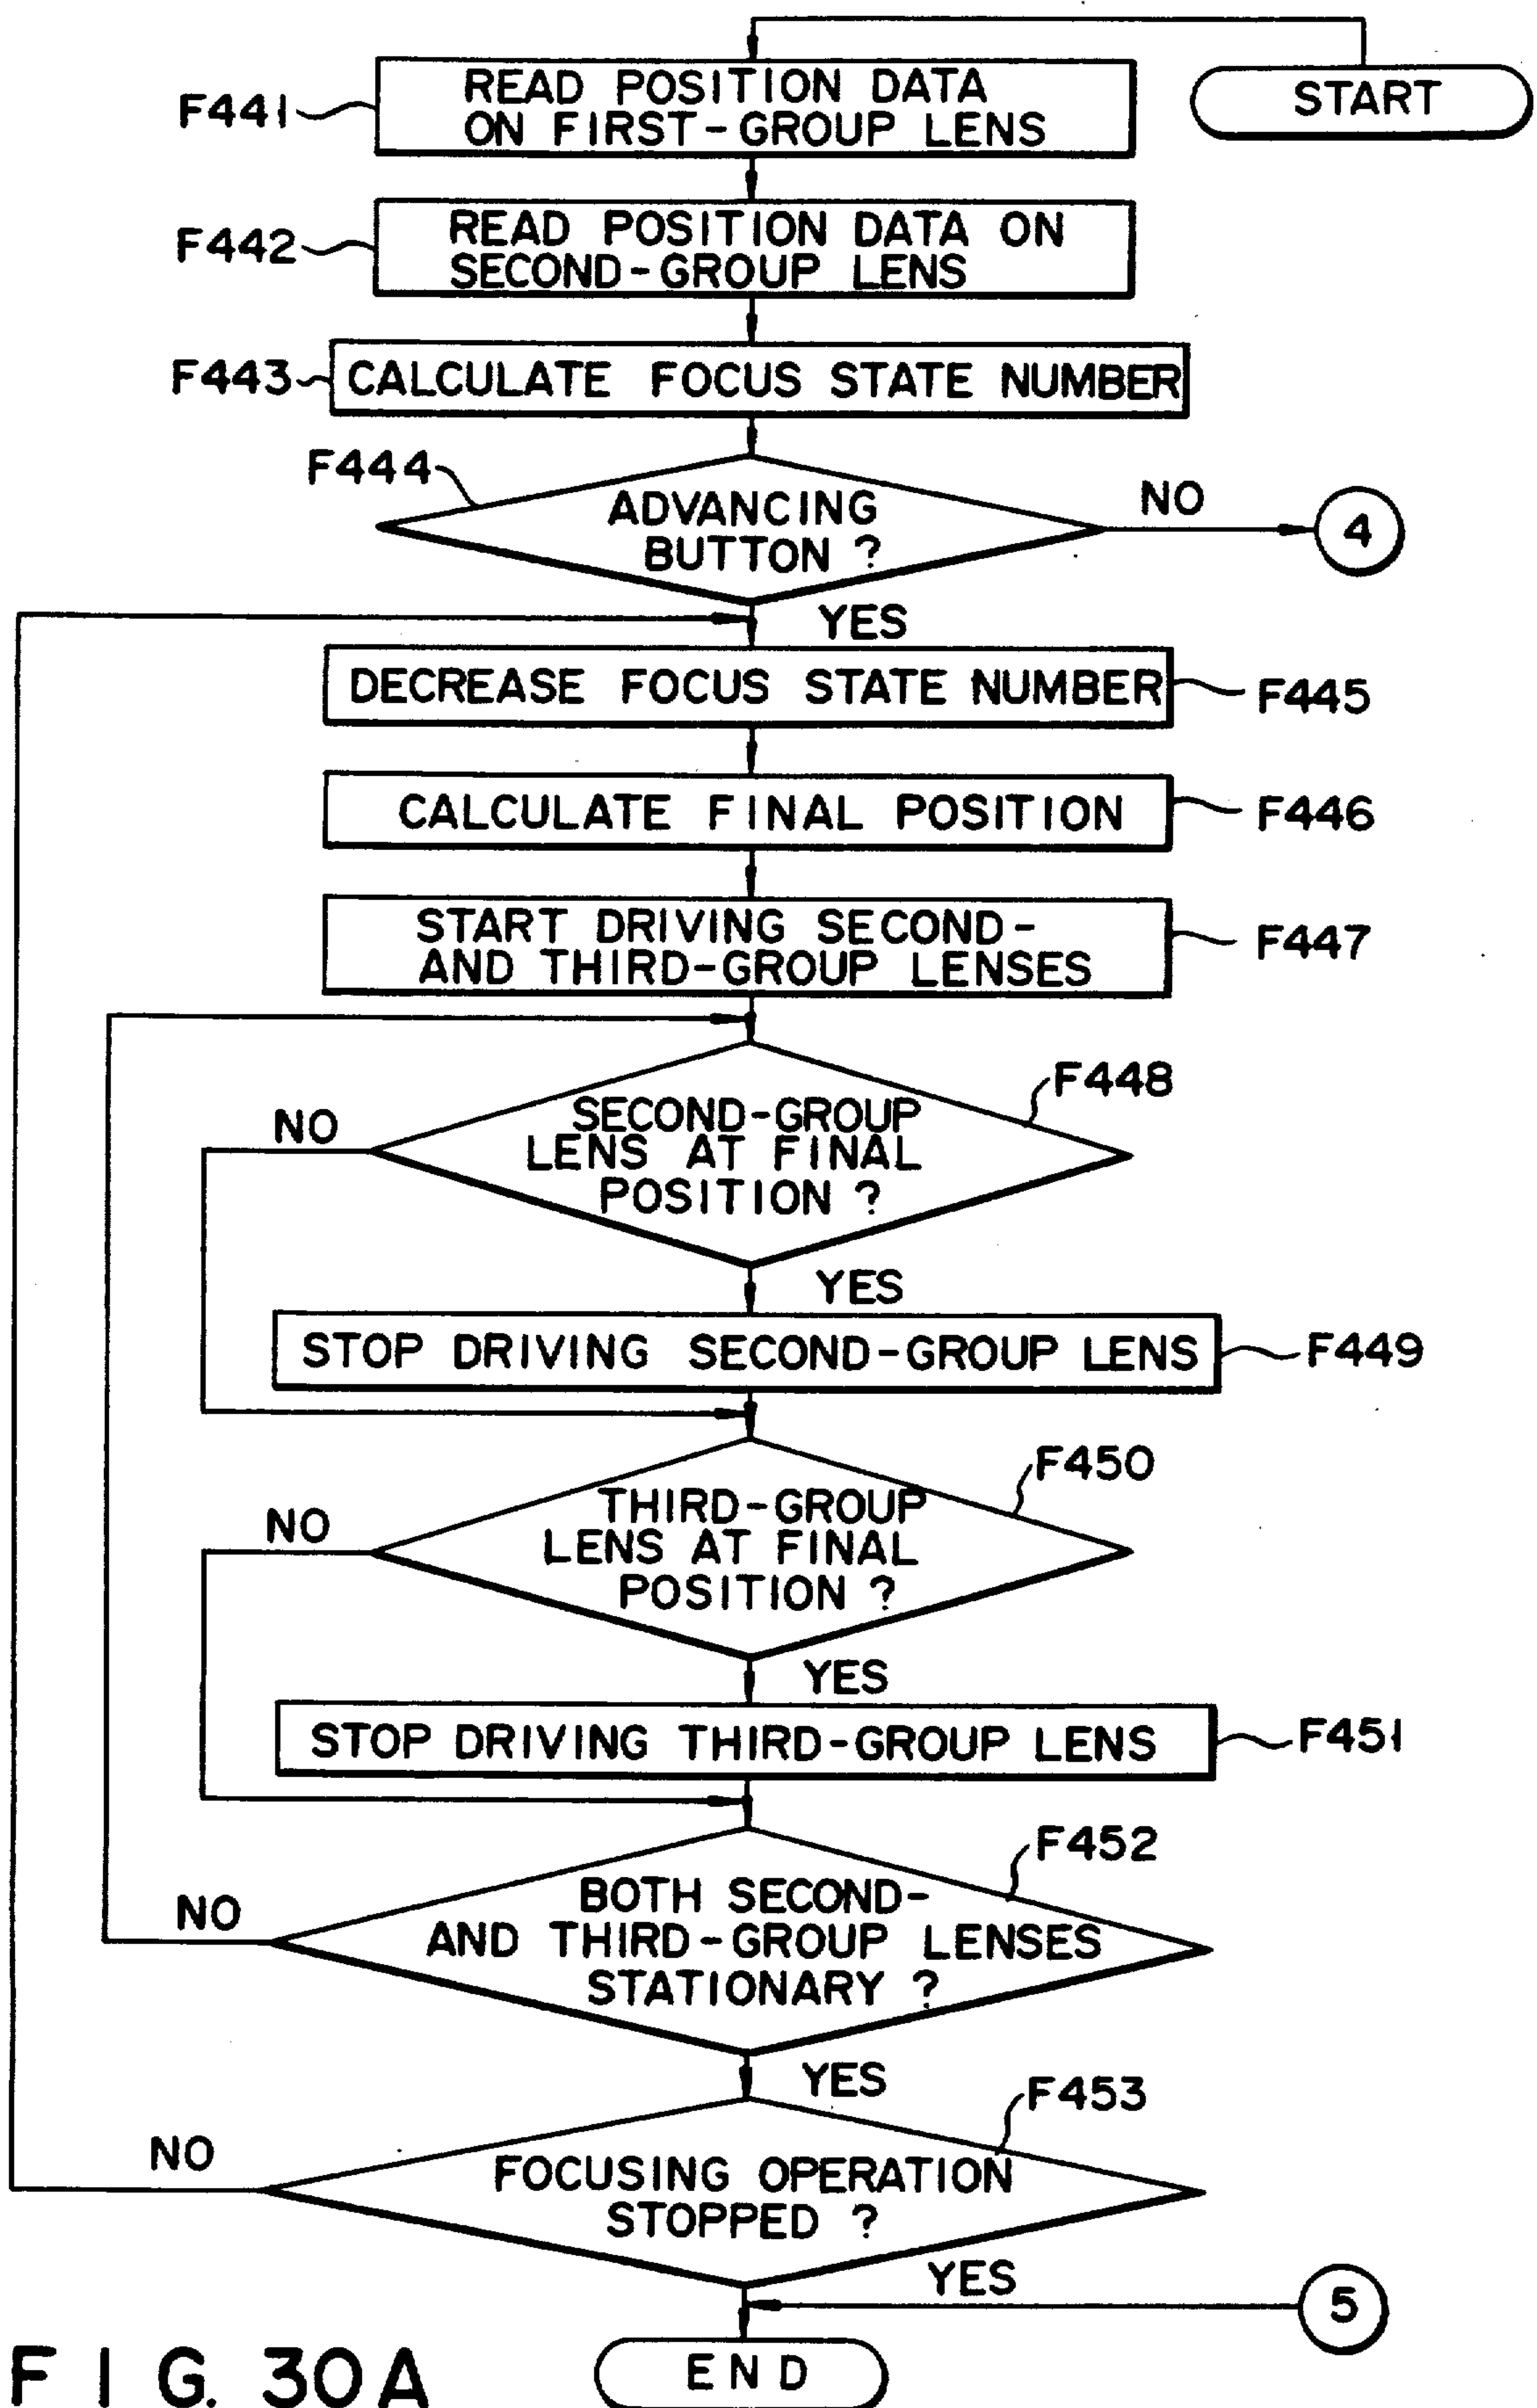 START
F441
READ POSITION DATA
ON FIRST-GROUP LENS
F442
READ POSITION DATA ON
SECOND-GROUP LENS
F443
CALCULATE FOCUS STATE NUMBER
F444
ADVANCING
BUTTON ?
NO
4
YES
DECREASE FOCUS STATE NUMBER
F445
CALCULATE FINAL POSITION
F446
START DRIVING SECOND-
AND THIRD-GROUP LENSES
F447
F448
NO
SECOND-GROUP
LENS AT FINAL
POSITION ?
YES
STOP DRIVING SECOND-GROUP LENS
F449
F450
NO
THIRD-GROUP
LENS AT FINAL
POSITION ?
YES
STOP DRIVING THIRD-GROUP LENS
F451
F452
NO
BOTH SECOND-
AND THIRD-GROUP LENSES
STATIONARY ?
YES
F453
NO
FOCUSING OPERATION
STOPPED ?
YES
5
END
FIG. 30A